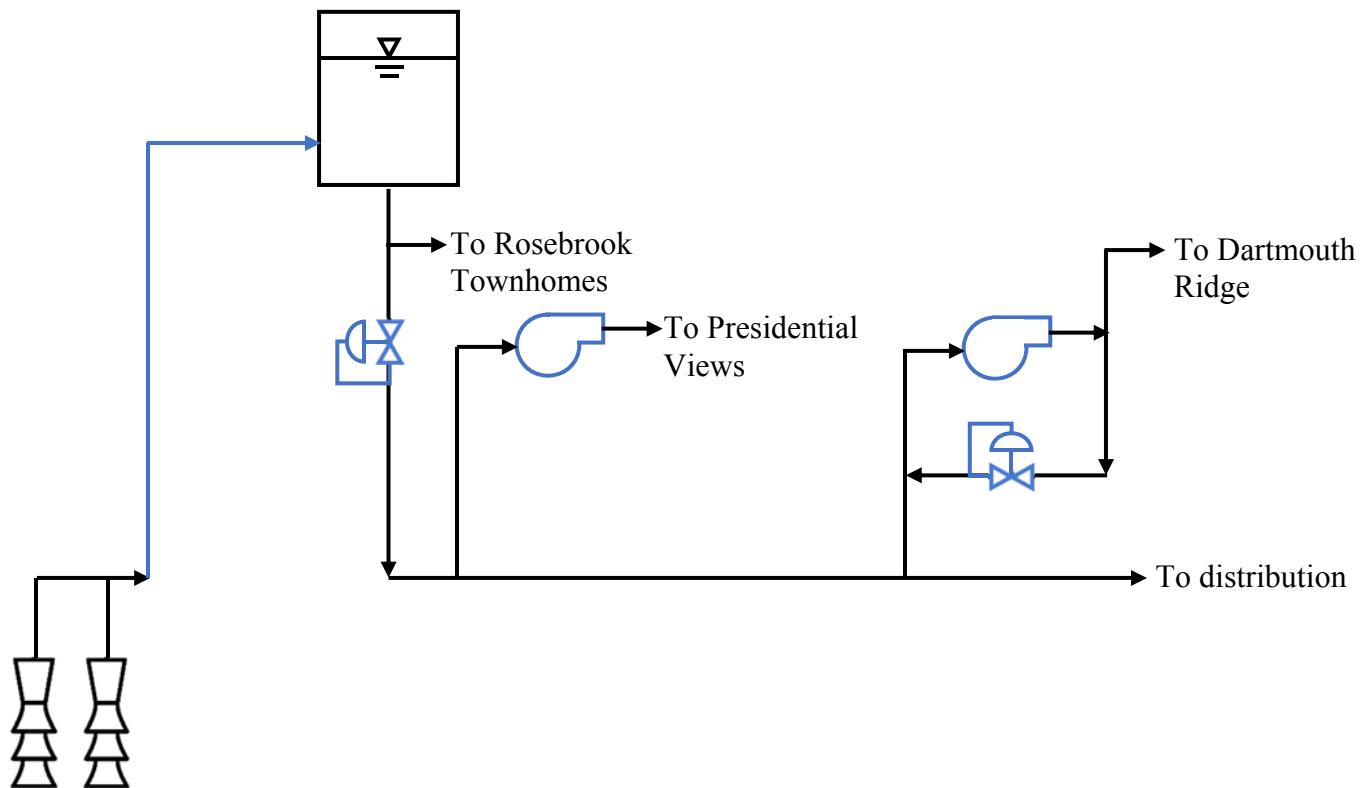 To Rosebrook
Townhomes
To Dartmouth
Ridge
To Presidential
Views
To distribution